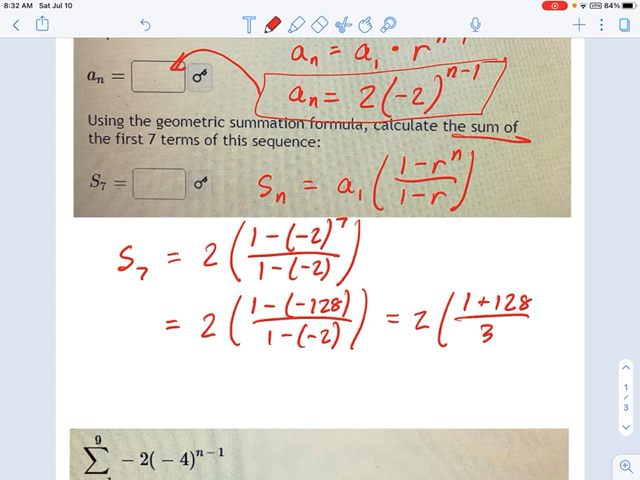 8:32 AM Sat Jul 10 84%
T
aₙ = a₁ · rⁿ⁻¹
aₙ =
aₙ = 2(-2)ⁿ⁻¹
Using the geometric summation formula, calculate the sum of
the first 7 terms of this sequence:
S₇ = Sₙ = a₁ ( (1-rⁿ)/(1-r) )
S₇ = 2 ( (1-(-2)⁷)/(1-(-2)) )
= 2 ( (1-(-128))/(1-(-2)) ) = 2 ( (1+128)/3
1
/
3
9
∑ - 2( - 4)ⁿ⁻¹